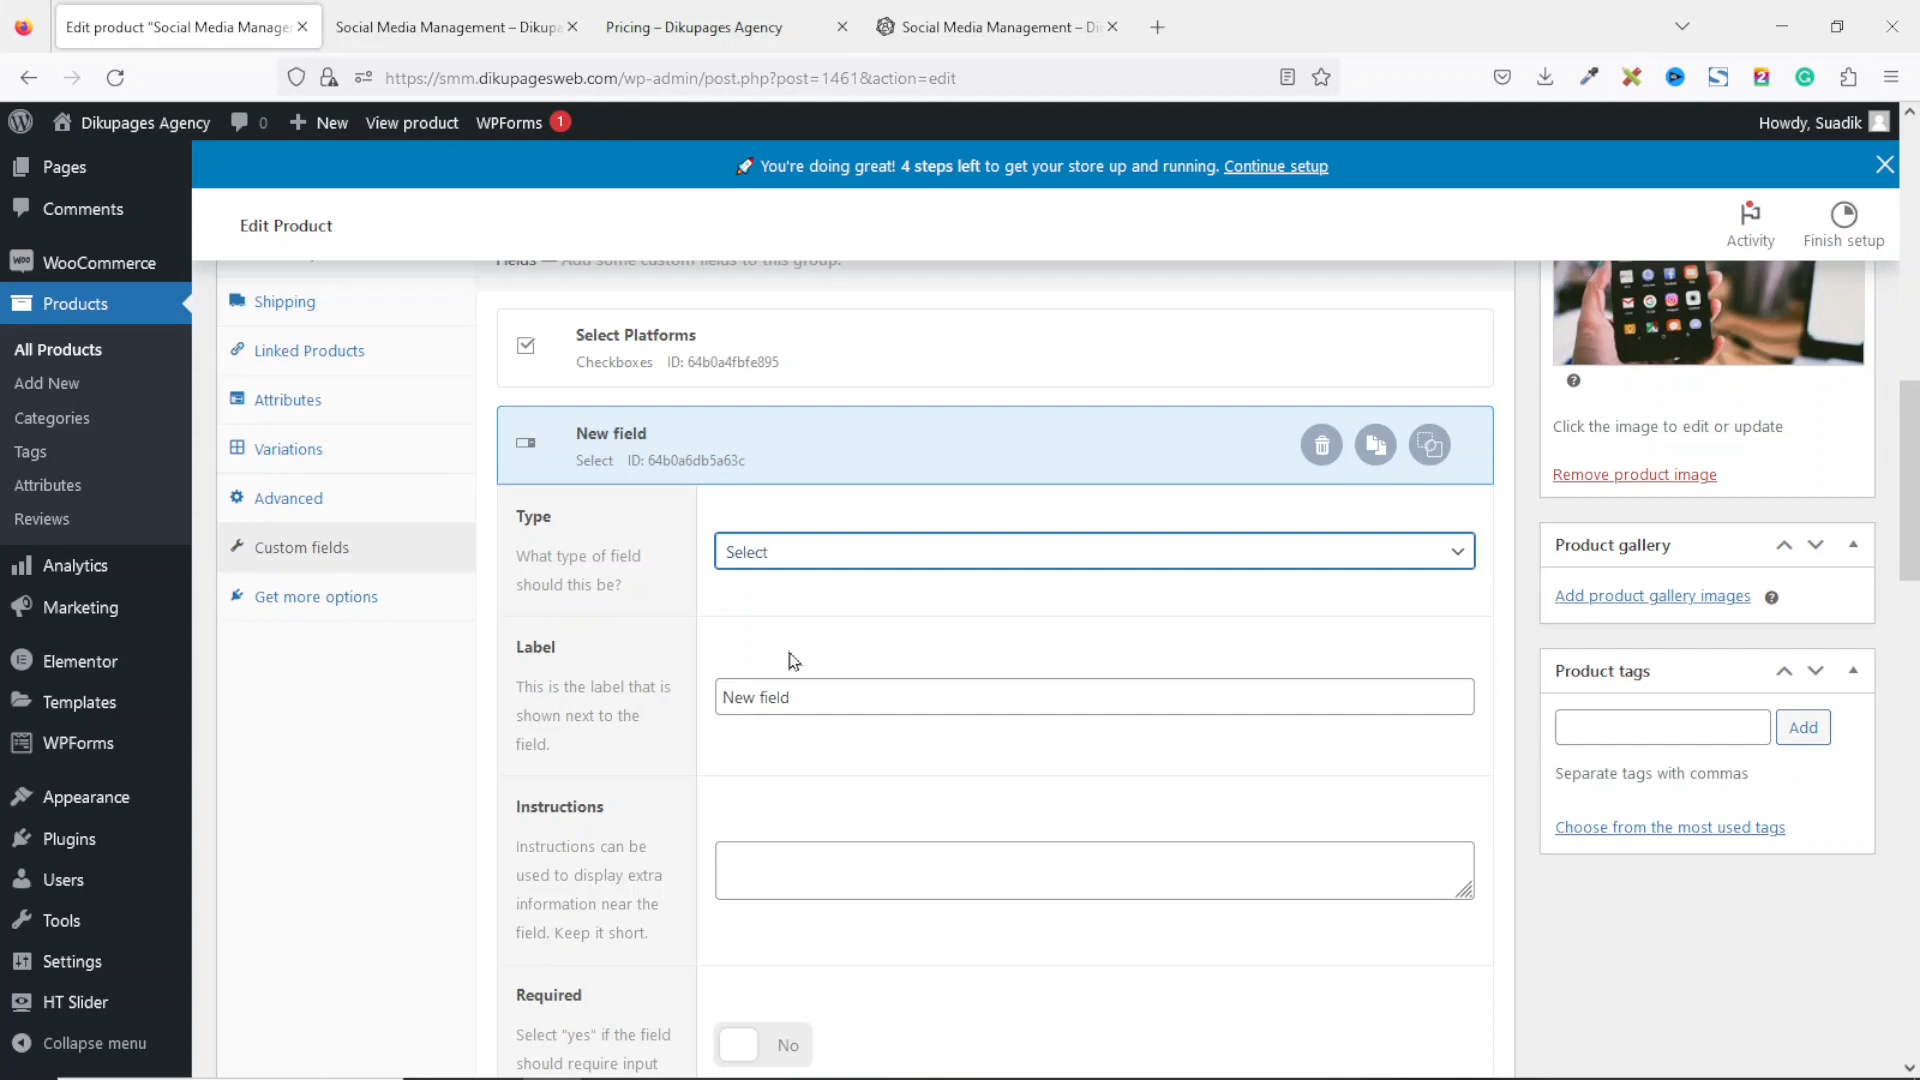 Edit product "Social Media Manage
Social Media Management – Dikup
Pricing – Dikupages Agency
Social Media Management – Di
https://smm.dikupagesweb.com/wp-admin/post.php?post=1461&action=edit
Dikupages Agency
0
New
View product
WPForms
1
Howdy, Suadik
🚀 You're doing great! 4 steps left to get your store up and running. Continue setup
Edit Product
Activity
Finish setup
Pages
Comments
WooCommerce
Products
All Products
Add New
Categories
Tags
Attributes
Reviews
Analytics
Marketing
Elementor
Templates
WPForms
Appearance
Plugins
Users
Tools
Settings
HT Slider
Collapse menu
Shipping
Linked Products
Attributes
Variations
Advanced
Custom fields
Get more options
Fields — Add some custom fields to this group.
Select Platforms
Checkboxes ID: 64b0a4fbfe895
New field
Select ID: 64b0a6db5a63c
Type
What type of field
should this be?
Select
Label
This is the label that is
shown next to the
field.
New field
Instructions
Instructions can be
used to display extra
information near the
field. Keep it short.
Required
Select "yes" if the field
should require input
No
Click the image to edit or update
Remove product image
Product gallery
Add product gallery images
Product tags
Add
Separate tags with commas
Choose from the most used tags